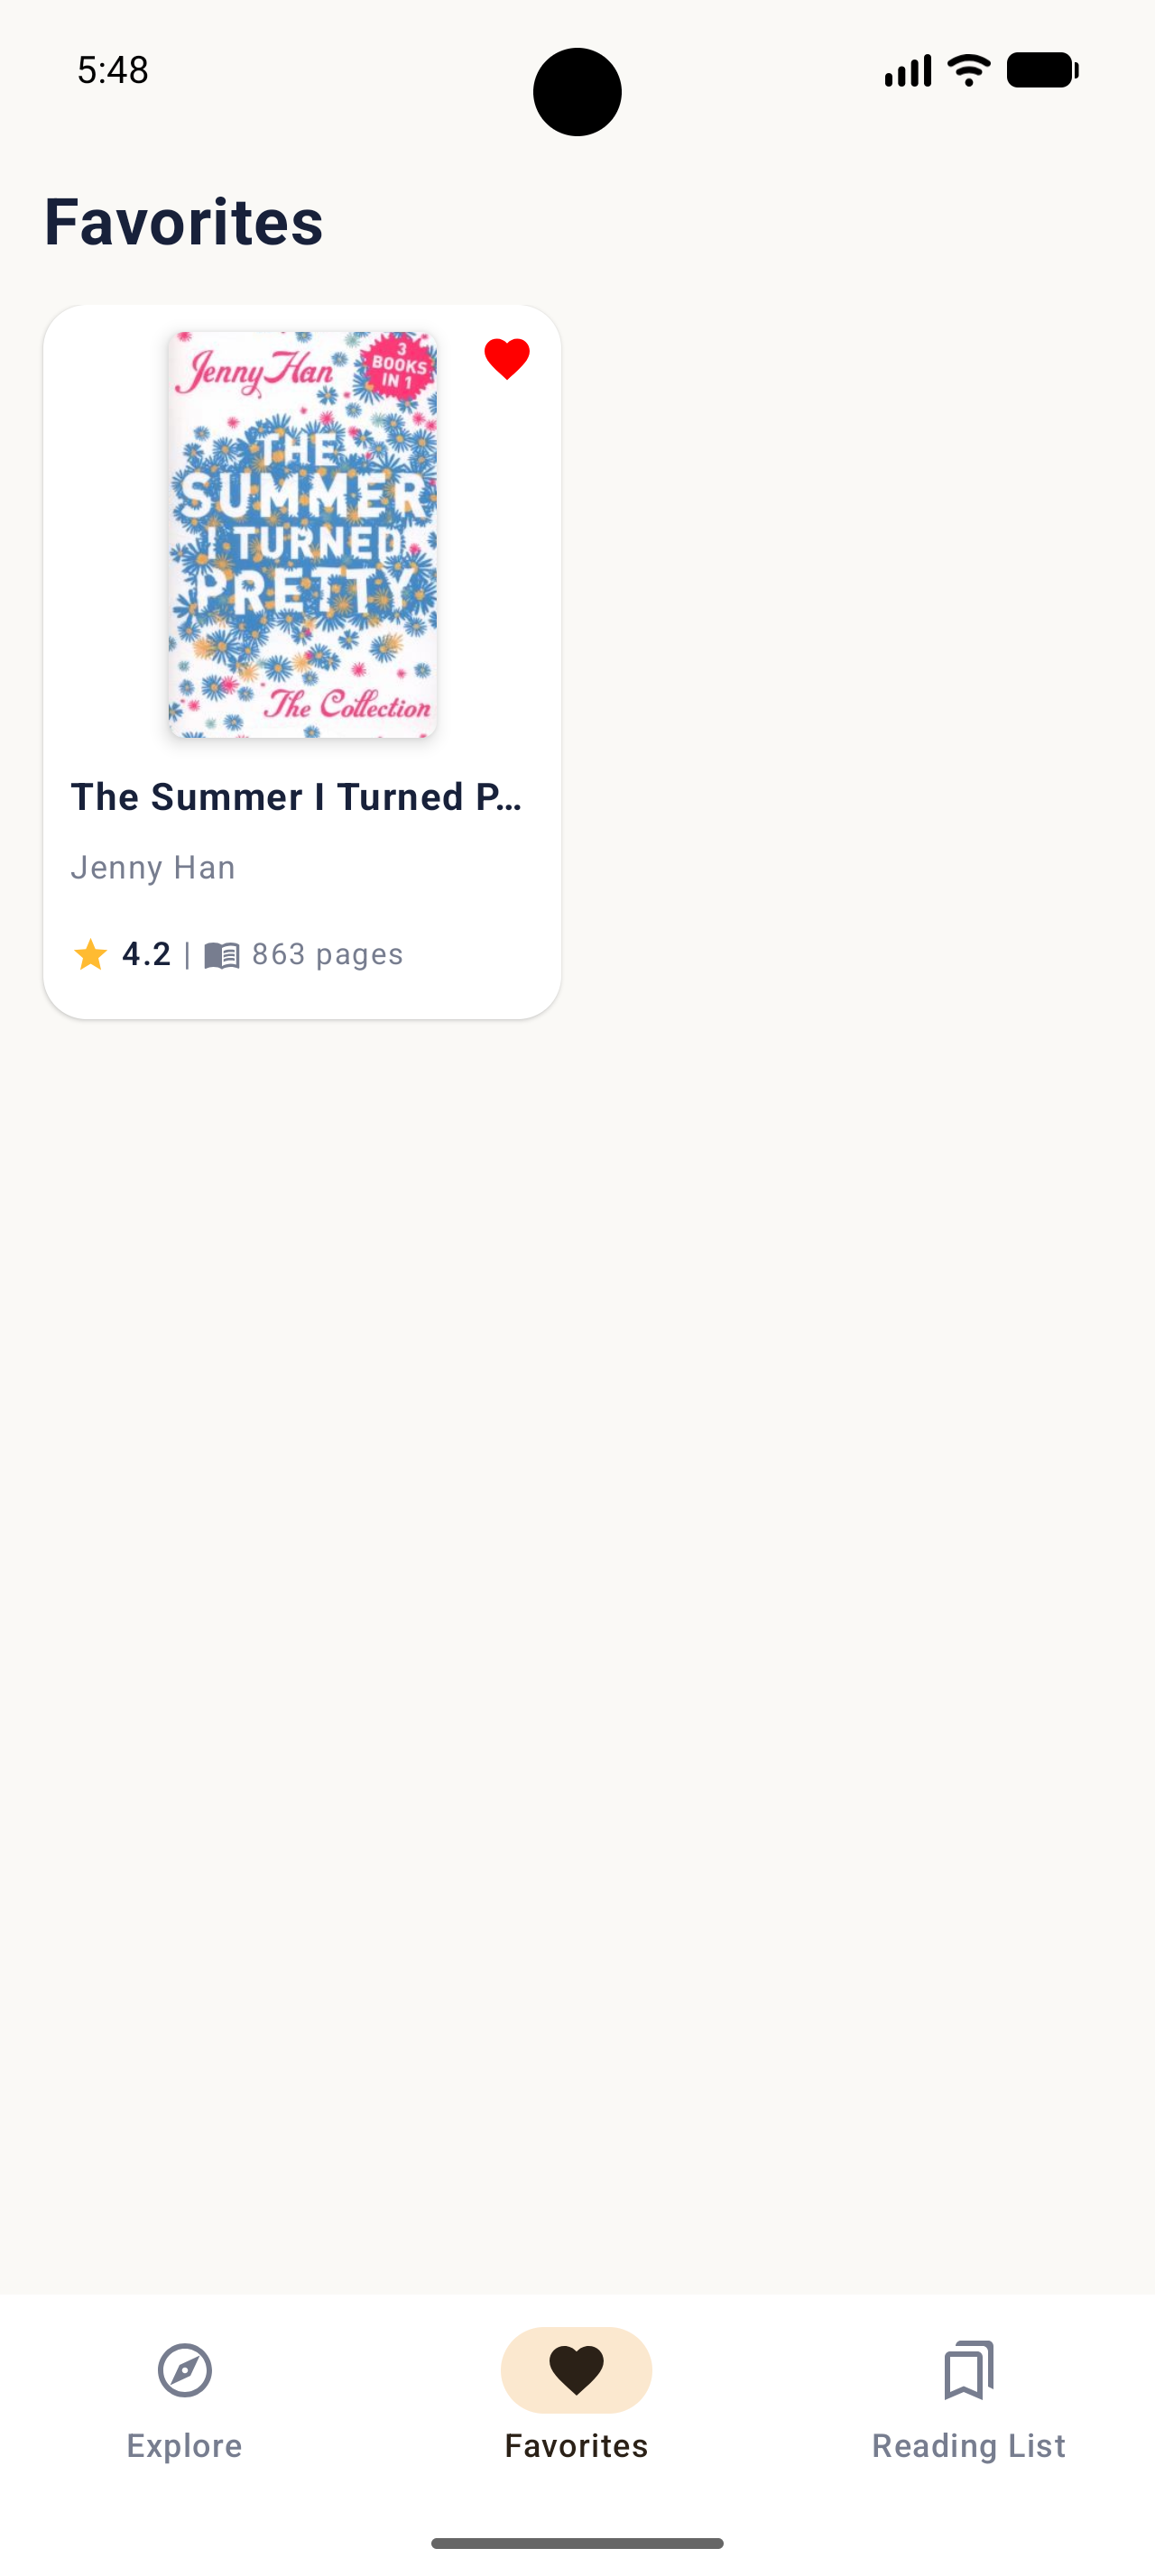 5:48
Favorites
Jenny Han
3
BOOKS
IN 1
THE
SUMMER
I TURNED
PRETTY
The Collection
The Summer I Turned P...
Jenny Han
4.2 | 863 pages
Explore
Favorites
Reading List